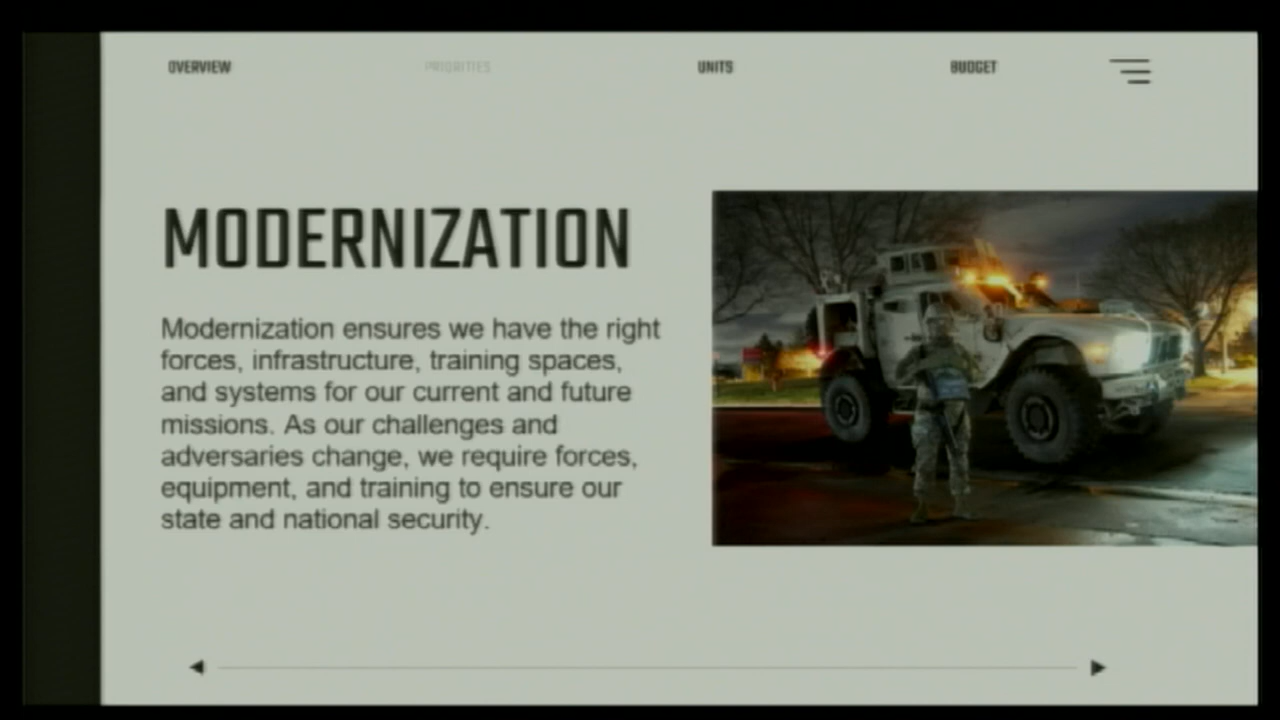 OVERVIEW PRIORITIES UNITS BUDGET
MODERNIZATION
Modernization ensures we have the right
forces, infrastructure, training spaces,
and systems for our current and future
missions. As our challenges and
adversaries change, we require forces,
equipment, and training to ensure our
state and national security.